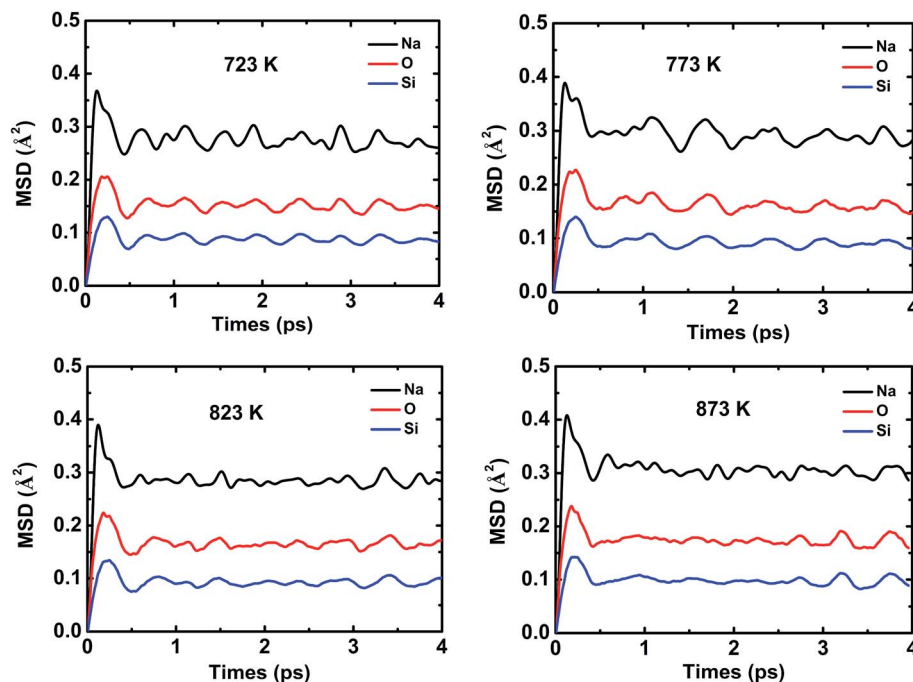 723 K
Na
O
Si
MSD (Å²)
0.5
0.4
0.3
0.2
0.1
0.0
0 1 2 3 4
Times (ps)
773 K
Na
O
Si
MSD (Å²)
0.5
0.4
0.3
0.2
0.1
0.0
0 1 2 3 4
Times (ps)
823 K
Na
O
Si
MSD (Å²)
0.5
0.4
0.3
0.2
0.1
0.0
0 1 2 3 4
Times (ps)
873 K
Na
O
Si
MSD (Å²)
0.5
0.4
0.3
0.2
0.1
0.0
0 1 2 3 4
Times (ps)